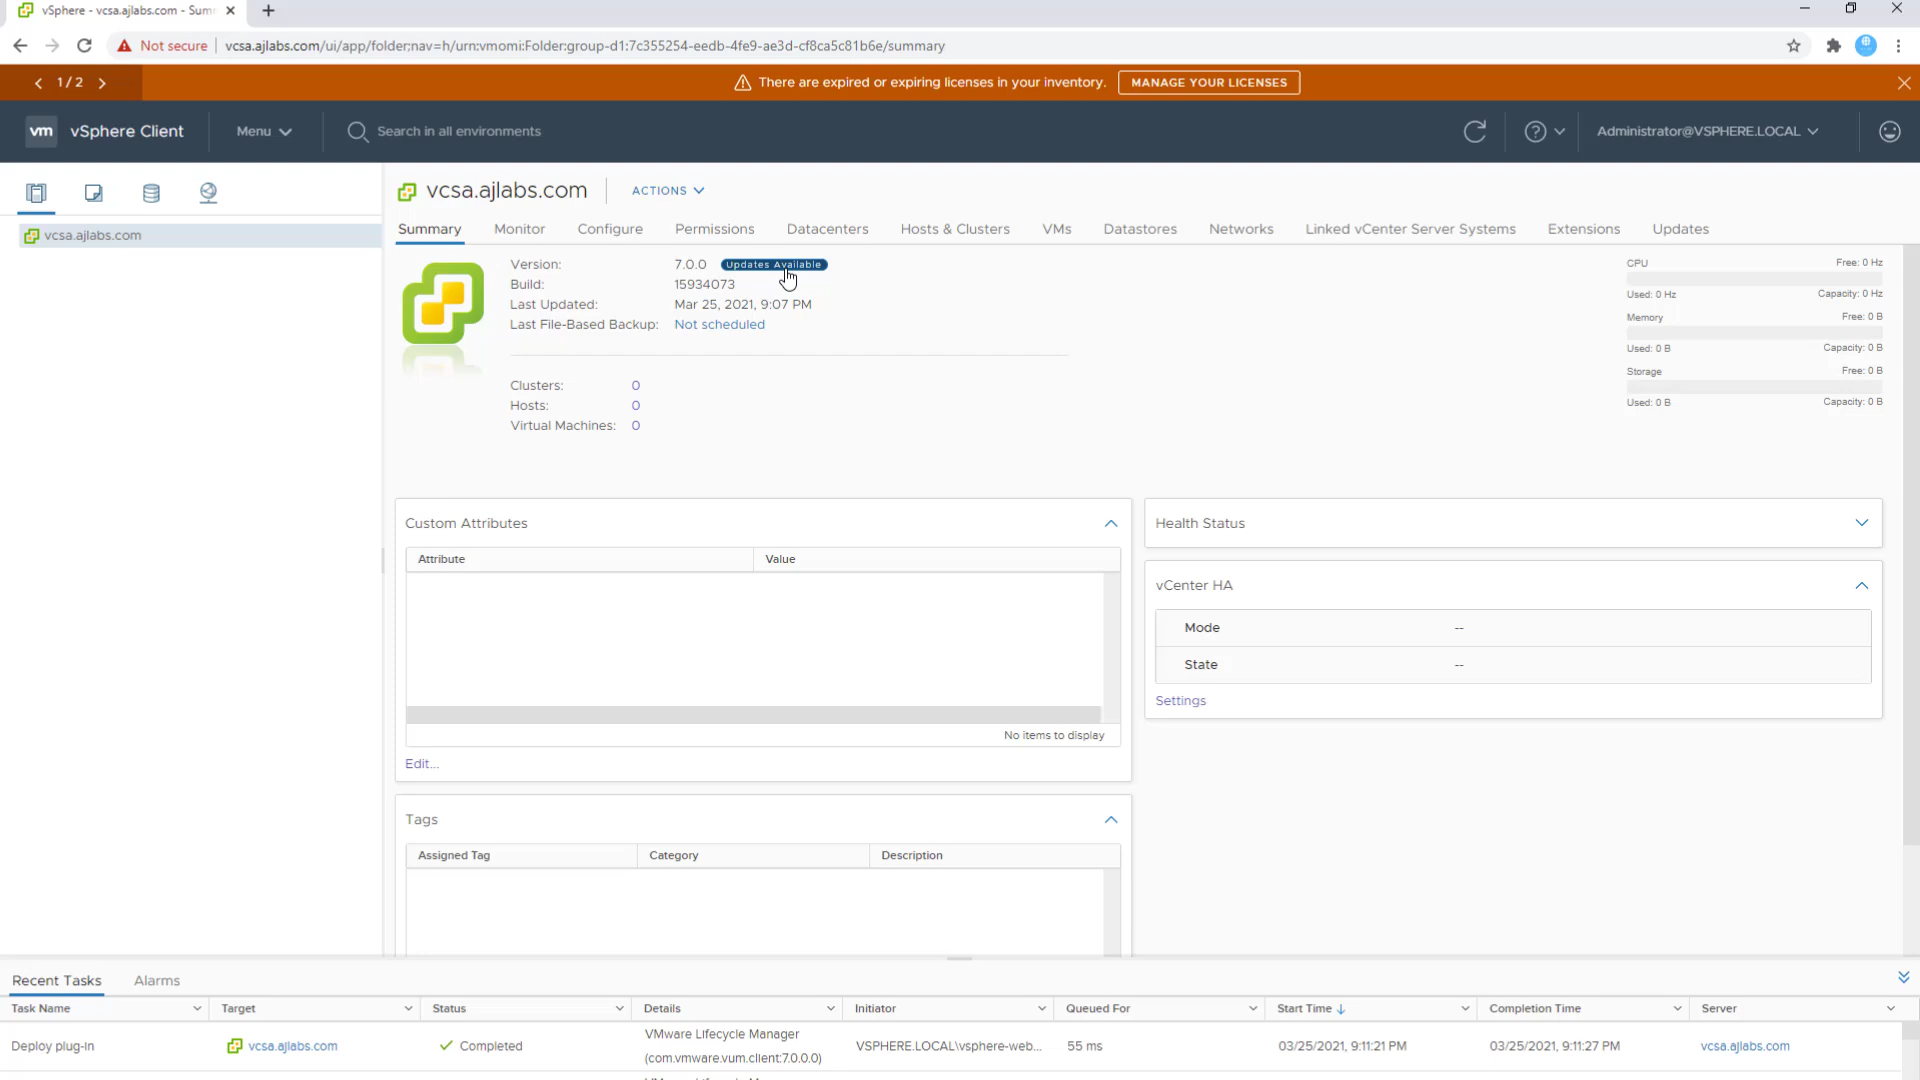 vSphere - vcsa.ajlabs.com - Sum
Not secure
vcsa.ajlabs.com/ui/app/folder;nav=h/urn:vmomi:Folder:group-d1:7c355254-eedb-4fe9-ae3d-cf8ca5c81b6e/summary
1 / 2
There are expired or expiring licenses in your inventory.
MANAGE YOUR LICENSES
vm
vSphere Client
Menu
Search in all environments
Administrator@VSPHERE.LOCAL
vcsa.ajlabs.com
vcsa.ajlabs.com
ACTIONS
Summary
Monitor
Configure
Permissions
Datacenters
Hosts & Clusters
VMs
Datastores
Networks
Linked vCenter Server Systems
Extensions
Updates
Version: 7.0.0 Updates Available
Build: 15934073
Last Updated: Mar 25, 2021, 9:07 PM
Last File-Based Backup: Not scheduled
Clusters: 0
Hosts: 0
Virtual Machines: 0
CPU Free: 0 Hz
Used: 0 Hz Capacity: 0 Hz
Memory Free: 0 B
Used: 0 B Capacity: 0 B
Storage Free: 0 B
Used: 0 B Capacity: 0 B
Custom Attributes
Attribute Value
No items to display
Edit...
Health Status
vCenter HA
Mode --
State --
Settings
Tags
Assigned Tag Category Description
Recent Tasks
Alarms
Task Name Target Status Details Initiator Queued For Start Time Completion Time Server
Deploy plug-in vcsa.ajlabs.com Completed VMware Lifecycle Manager VSPHERE.LOCAL\vsphere-web... 55 ms 03/25/2021, 9:11:21 PM 03/25/2021, 9:11:27 PM vcsa.ajlabs.com
(com.vmware.vum.client:7.0.0.0)